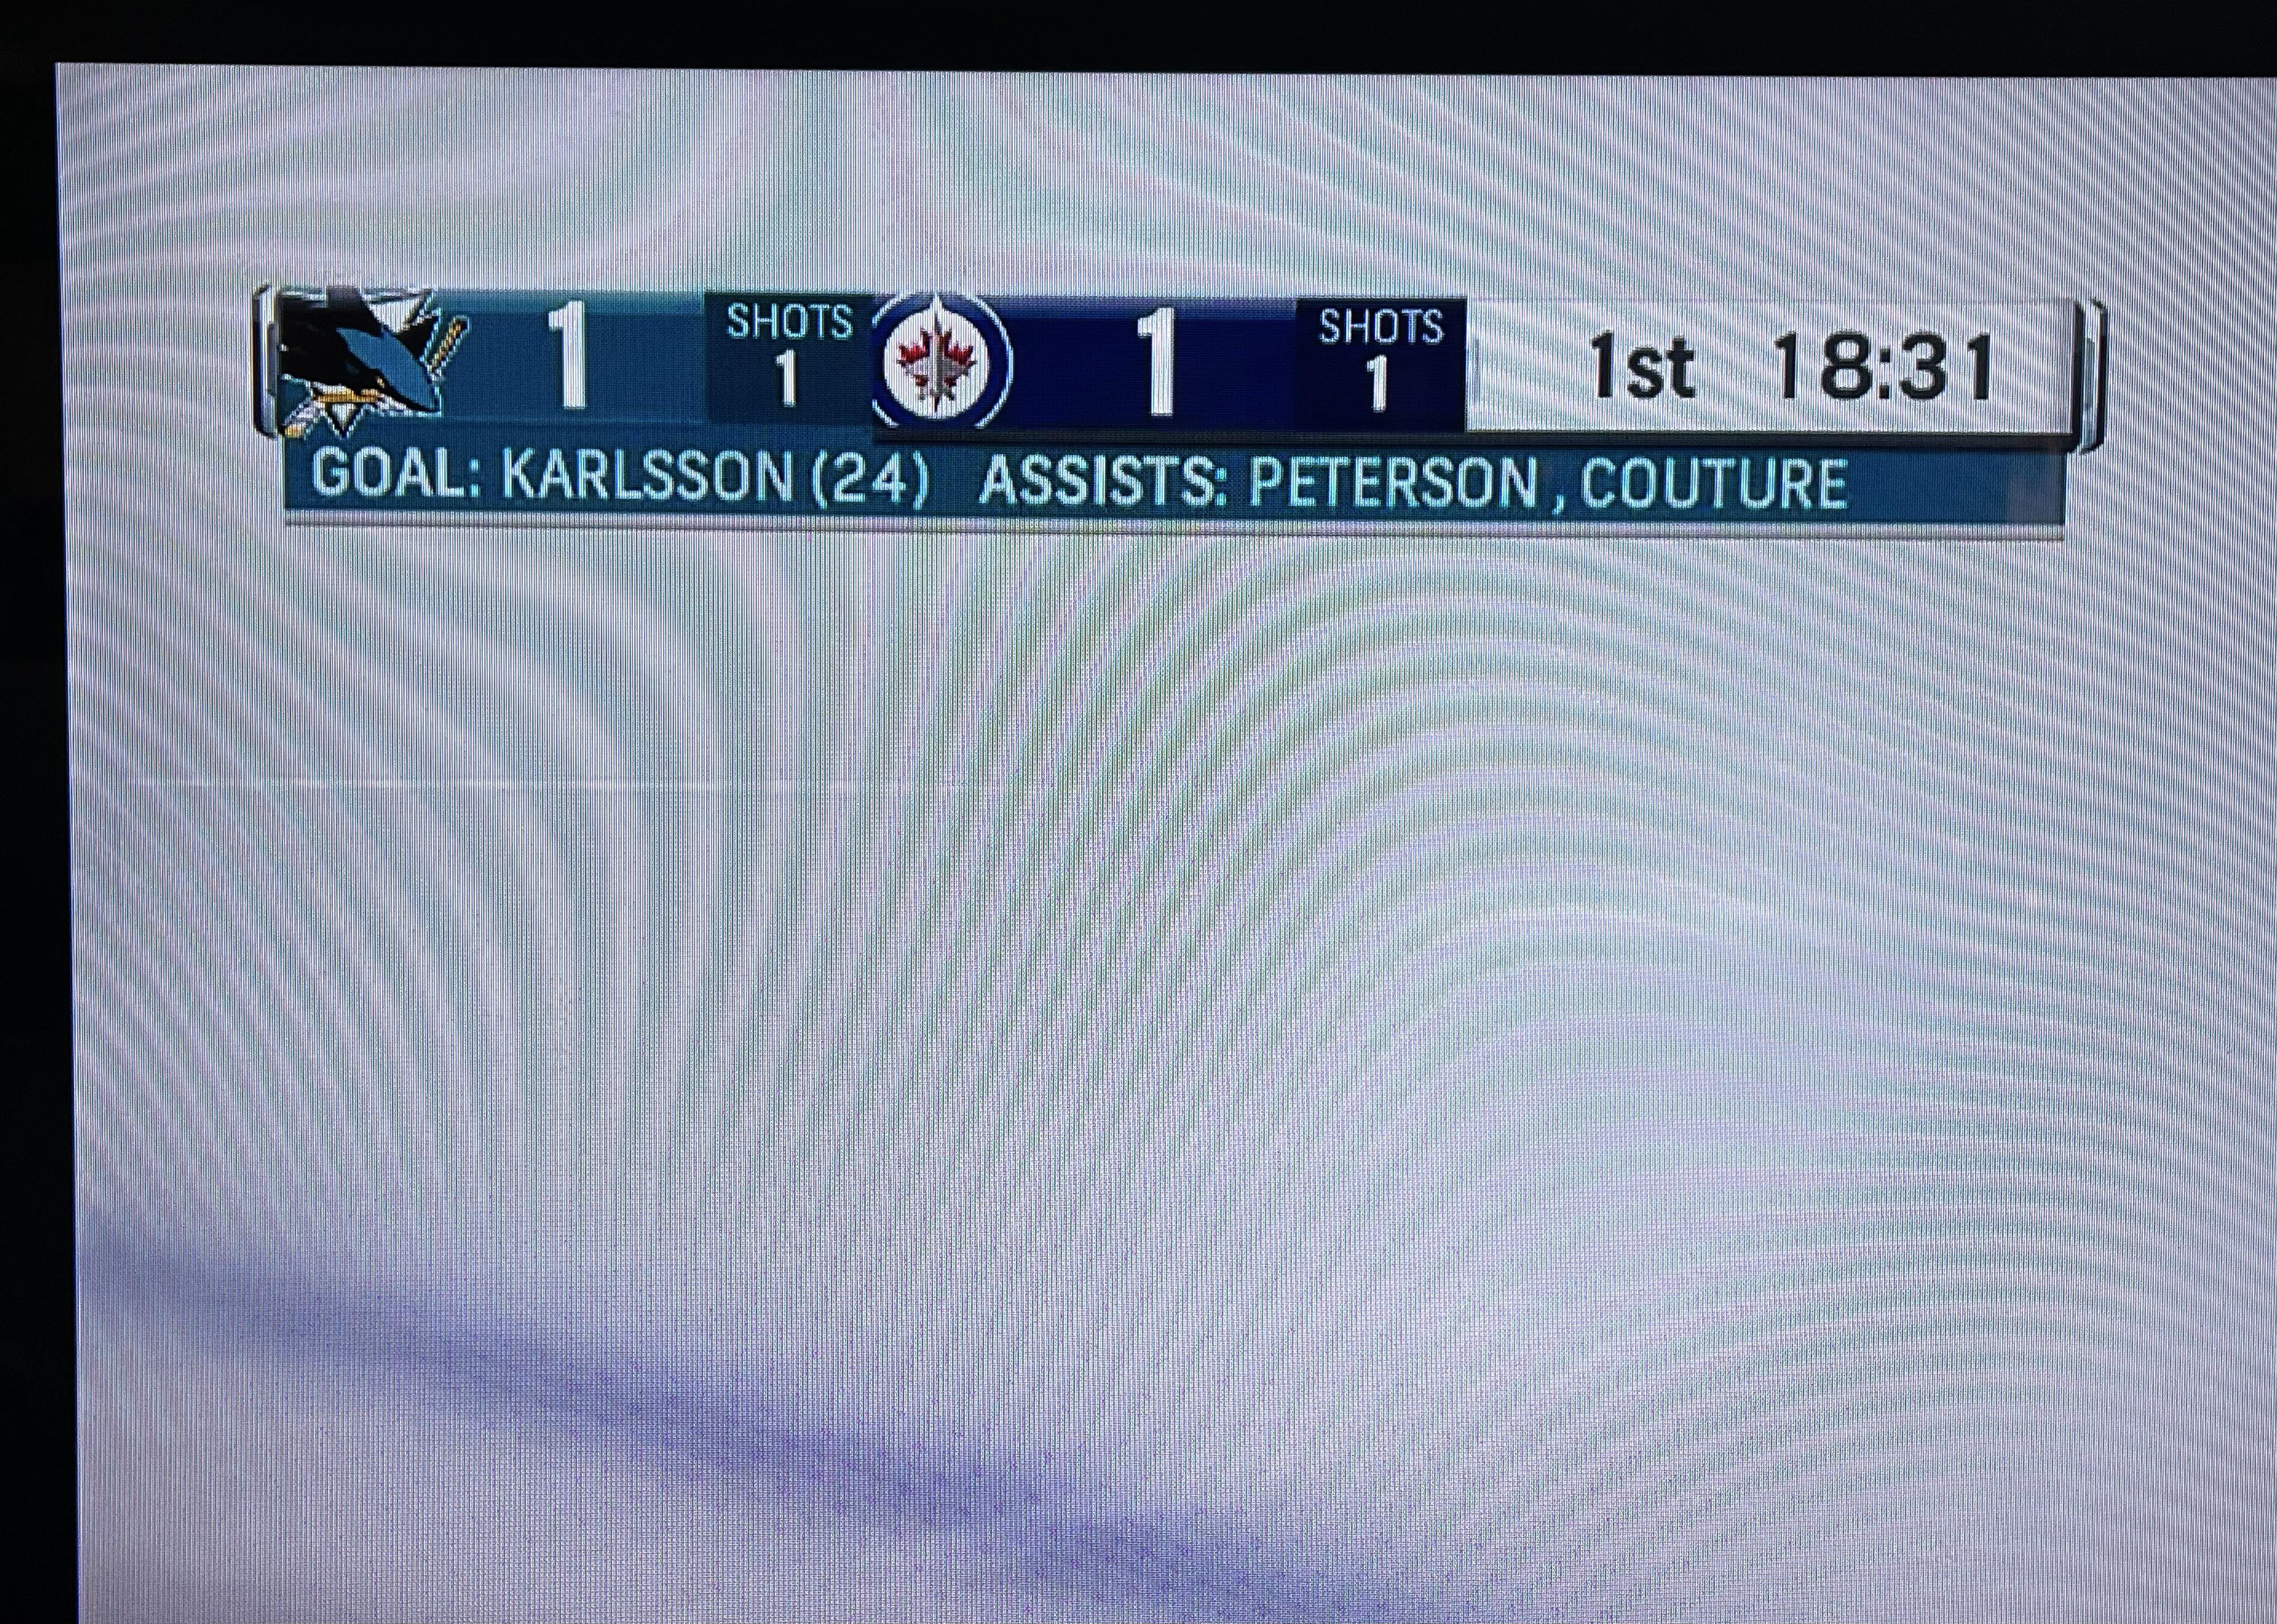 1 SHOTS 1 1 SHOTS 1 1st 18:31
GOAL: KARLSSON (24) ASSISTS: PETERSON , COUTURE